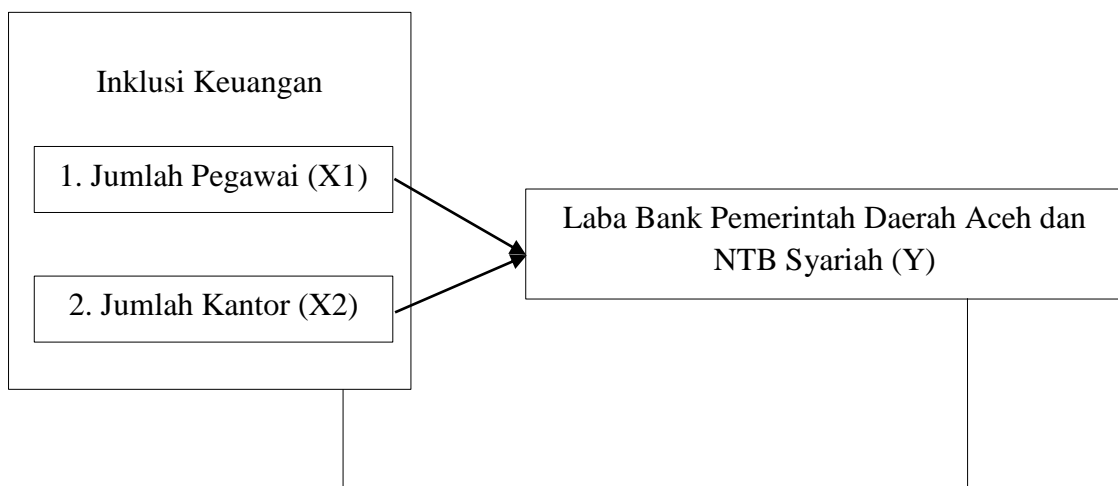 Inklusi Keuangan
1. Jumlah Pegawai (X1)
2. Jumlah Kantor (X2)
Laba Bank Pemerintah Daerah Aceh dan
NTB Syariah (Y)